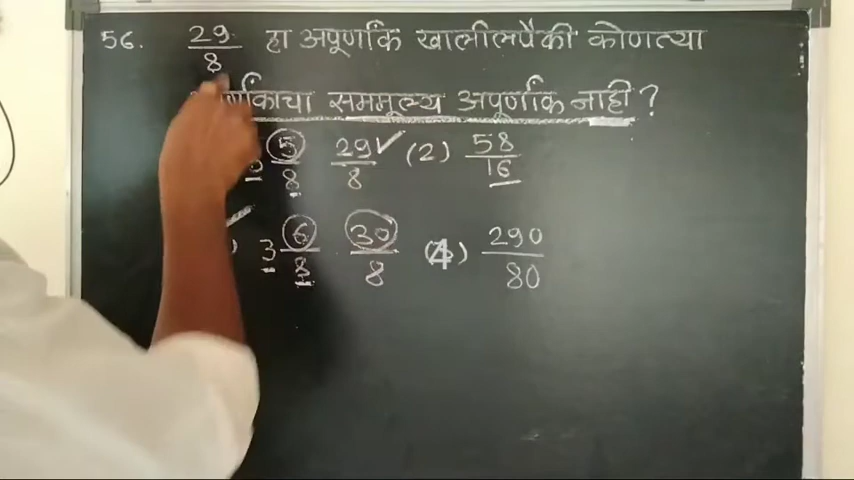 56. 29/8 हा अपूर्णांक खालीलपैकी कोणत्या
सममूल्य अपूर्णांक नाही ?
5/8 29/8 ✓ (2) 58/16
3 6/8 30/8 (4) 290/80